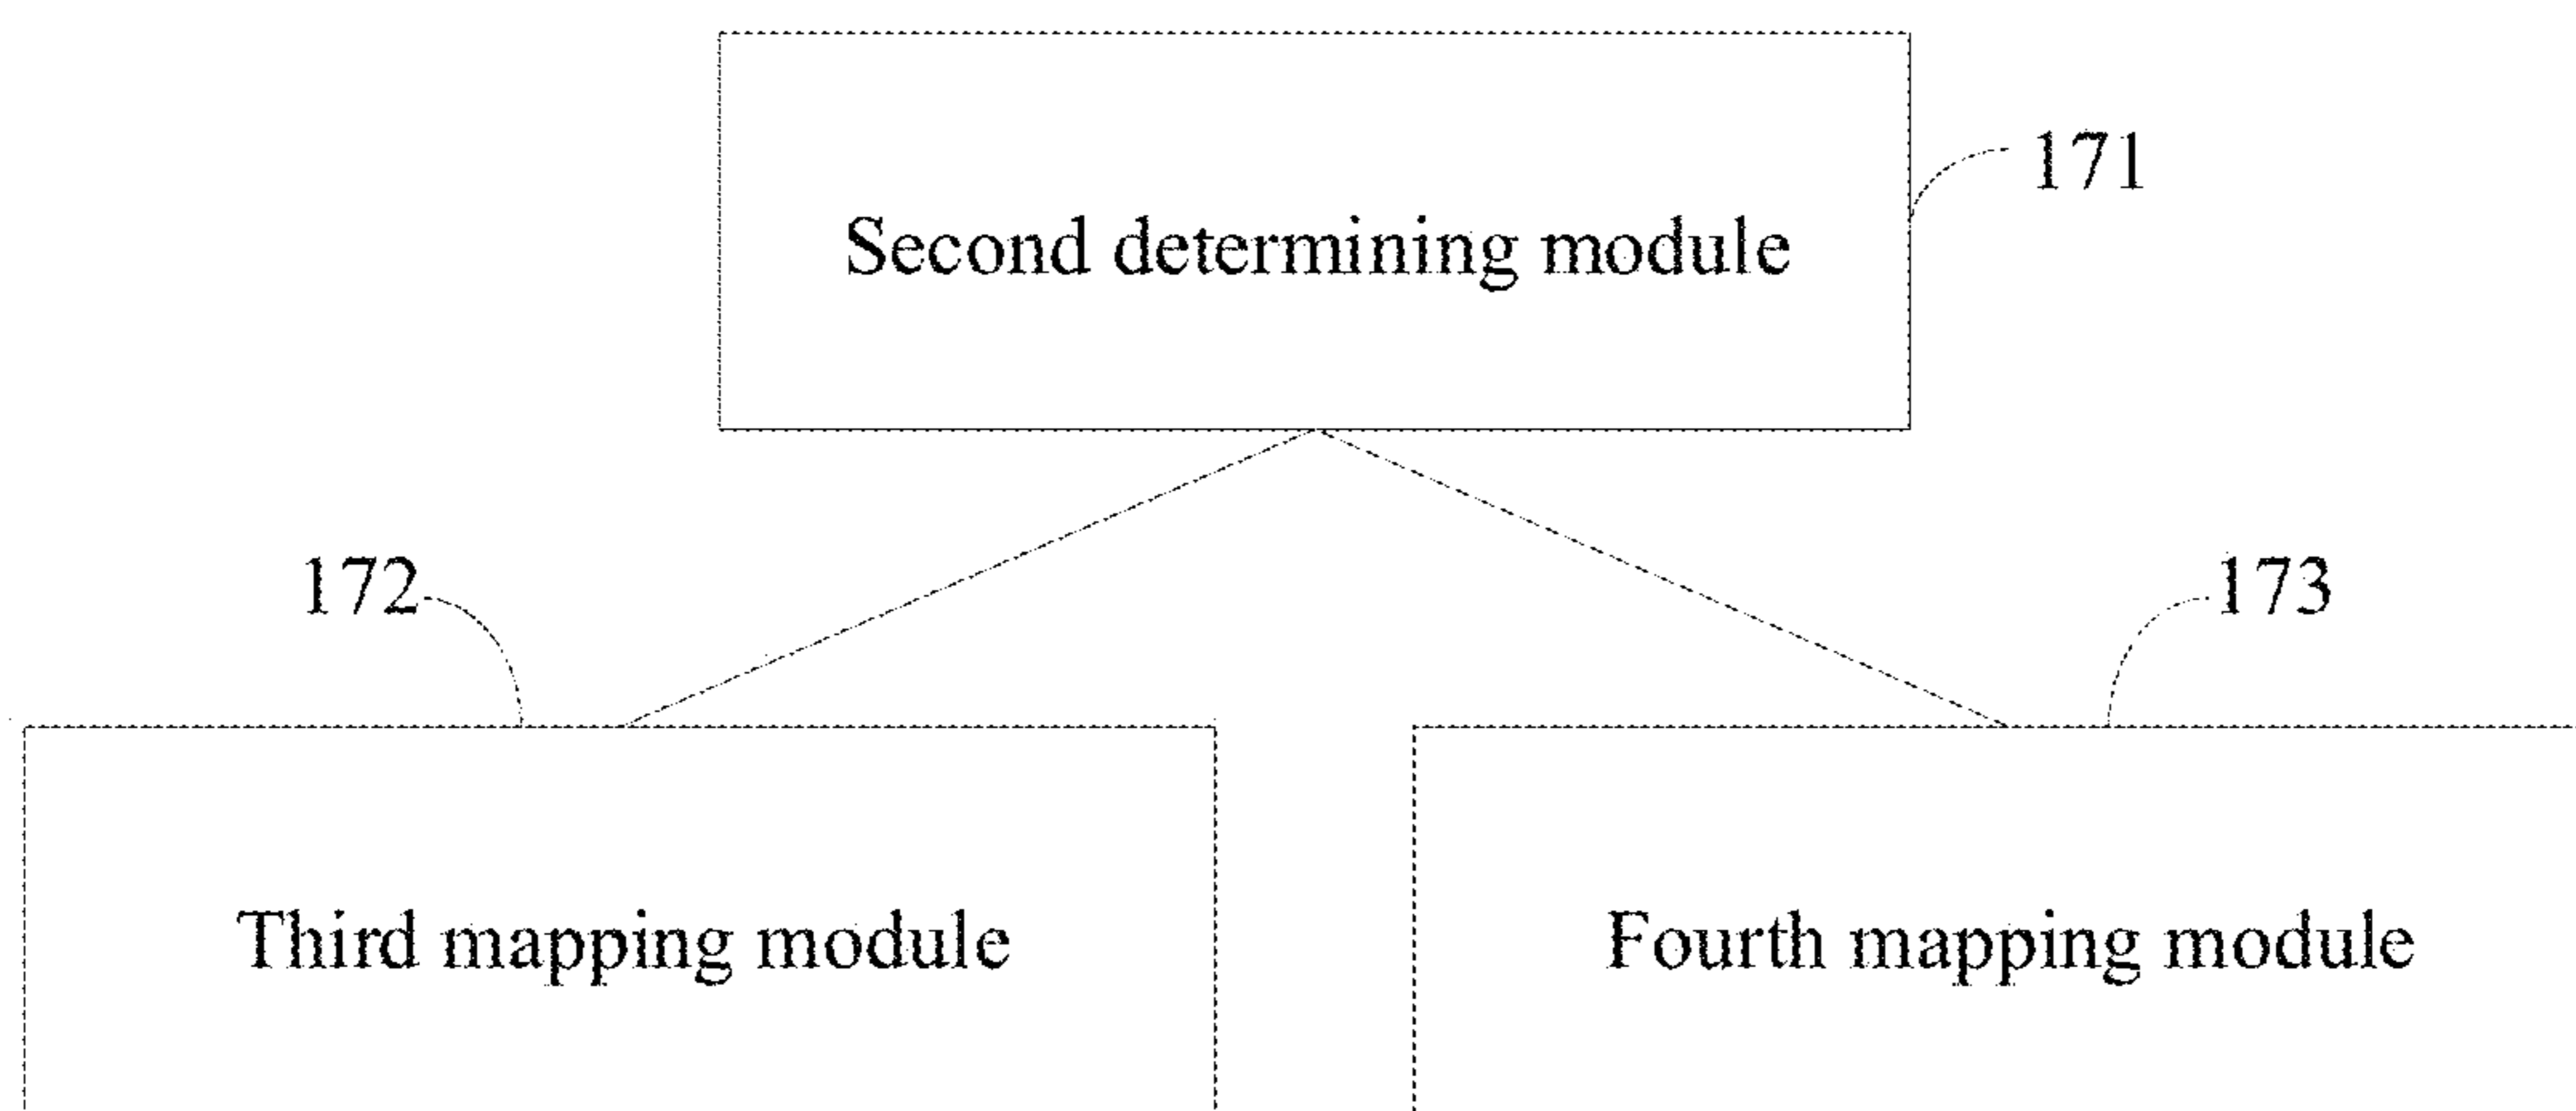 171
Second determining module
172
173
Third mapping module
Fourth mapping module